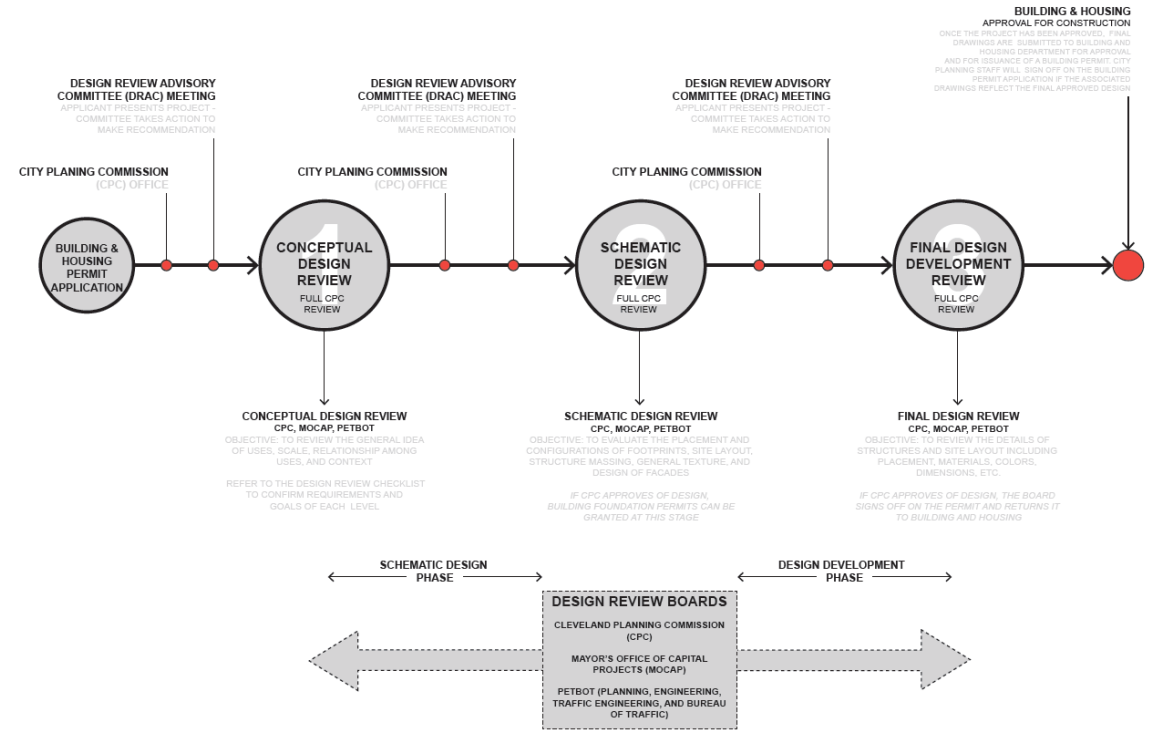 BUILDING & HOUSING
APPROVAL FOR CONSTRUCTION
ONCE THE PROJECT HAS BEEN APPROVED, FINAL
DRAWINGS ARE SUBMITTED TO BUILDING AND
HOUSING DEPARTMENT FOR APPROVAL
AND FOR ISSUANCE OF A BUILDING PERMIT. CITY
PLANNING STAFF WILL SIGN OFF ON THE BUILDING
PERMIT APPLICATION IF THE ASSOCIATED
DRAWINGS REFLECT THE FINAL APPROVED DESIGN
DESIGN REVIEW ADVISORY
COMMITTEE (DRAC) MEETING
APPLICANT PRESENTS PROJECT -
COMMITTEE TAKES ACTION TO
MAKE RECOMMENDATION
DESIGN REVIEW ADVISORY
COMMITTEE (DRAC) MEETING
APPLICANT PRESENTS PROJECT -
COMMITTEE TAKES ACTION TO
MAKE RECOMMENDATION
DESIGN REVIEW ADVISORY
COMMITTEE (DRAC) MEETING
APPLICANT PRESENTS PROJECT -
COMMITTEE TAKES ACTION TO
MAKE RECOMMENDATION
CITY PLANING COMMISSION
(CPC) OFFICE
CITY PLANING COMMISSION
(CPC) OFFICE
CITY PLANING COMMISSION
(CPC) OFFICE
BUILDING &
HOUSING
PERMIT
APPLICATION
1
CONCEPTUAL
DESIGN
REVIEW
FULL CPC
REVIEW
2
SCHEMATIC
DESIGN
REVIEW
FULL CPC
REVIEW
3
FINAL DESIGN
DEVELOPMENT
REVIEW
FULL CPC
REVIEW
CONCEPTUAL DESIGN REVIEW
CPC, MOCAP, PETBOT
OBJECTIVE: TO REVIEW THE GENERAL IDEA
OF USES, SCALE, RELATIONSHIP AMONG
USES, AND CONTEXT
REFER TO THE DESIGN REVIEW CHECKLIST
TO CONFIRM REQUIREMENTS AND
GOALS OF EACH LEVEL
SCHEMATIC DESIGN REVIEW
CPC, MOCAP, PETBOT
OBJECTIVE: TO EVALUATE THE PLACEMENT AND
CONFIGURATIONS OF FOOTPRINTS, SITE LAYOUT,
STRUCTURE MASSING, GENERAL TEXTURE, AND
DESIGN OF FACADES
IF CPC APPROVES OF DESIGN,
BUILDING FOUNDATION PERMITS CAN BE
GRANTED AT THIS STAGE
FINAL DESIGN REVIEW
CPC, MOCAP, PETBOT
OBJECTIVE: TO REVIEW THE DETAILS OF
STRUCTURES AND SITE LAYOUT INCLUDING
PLACEMENT, MATERIALS, COLORS,
DIMENSIONS, ETC.
IF CPC APPROVES OF DESIGN, THE BOARD
SIGNS OFF ON THE PERMIT AND RETURNS IT
TO BUILDING AND HOUSING
SCHEMATIC DESIGN
PHASE
DESIGN DEVELOPMENT
PHASE
DESIGN REVIEW BOARDS
CLEVELAND PLANNING COMMISSION
(CPC)
MAYOR'S OFFICE OF CAPITAL
PROJECTS (MOCAP)
PETBOT (PLANNING, ENGINEERING,
TRAFFIC ENGINEERING, AND BUREAU
OF TRAFFIC)